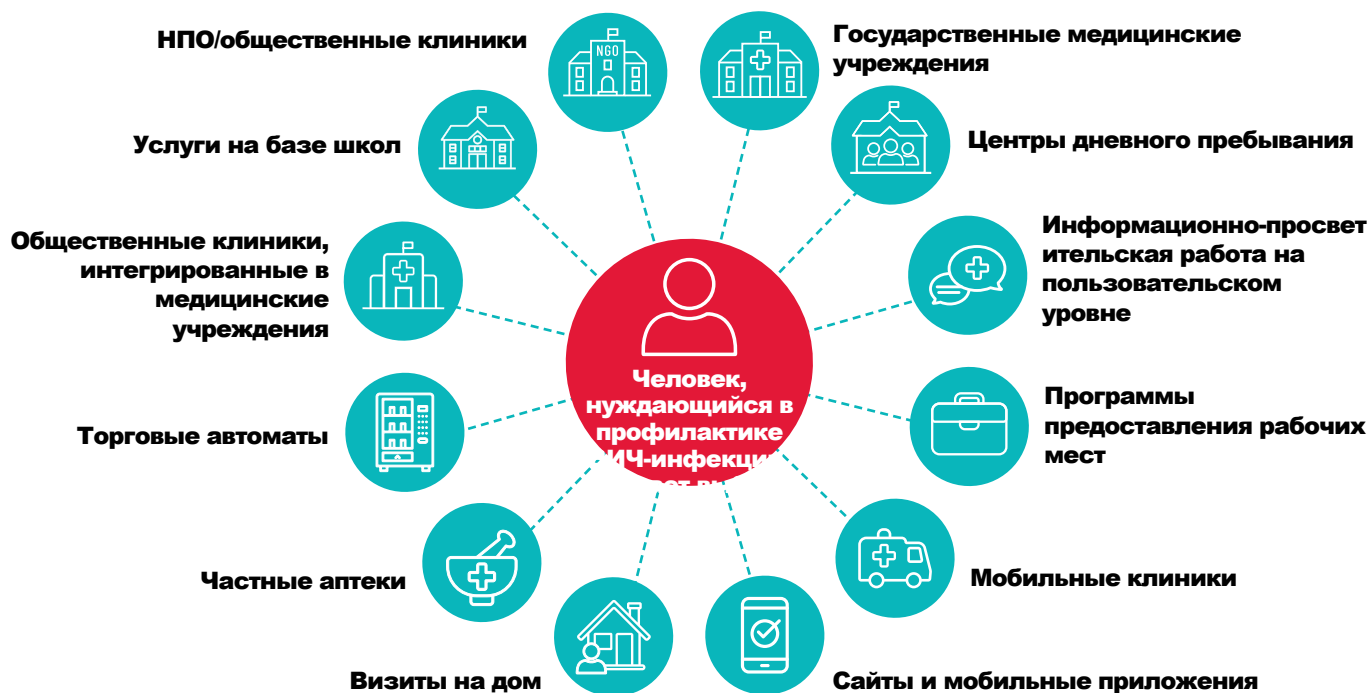 НПО/общественные клиники
NGO
Государственные медицинские
учреждения
Услуги на базе школ
Центры дневного пребывания
Общественные клиники,
интегрированные в
медицинские
учреждения
Информационно-просвет
ительская работа на
пользовательском
уровне
Человек,
нуждающийся в
профилактике
Торговые автоматы
Программы
предоставления рабочих
мест
Частные аптеки
Мобильные клиники
Визиты на дом
Сайты и мобильные приложения